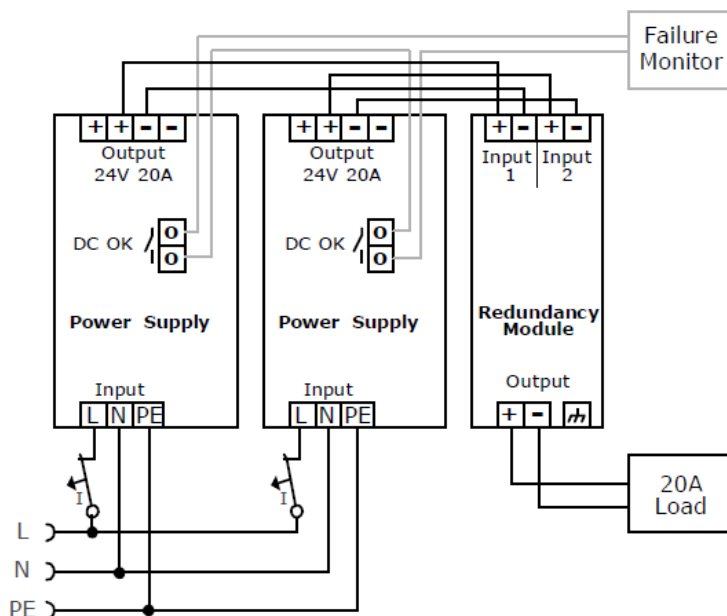 Failure
Monitor
+ + - -
Output
24V 20A
DC OK
O
O
Power Supply
Input
L N PE
I
+ + - -
Output
24V 20A
DC OK
O
O
Power Supply
Input
L N PE
I
+ - + -
Input
1
Input
2
Redundancy
Module
Output
+ -
20A
Load
L
N
PE